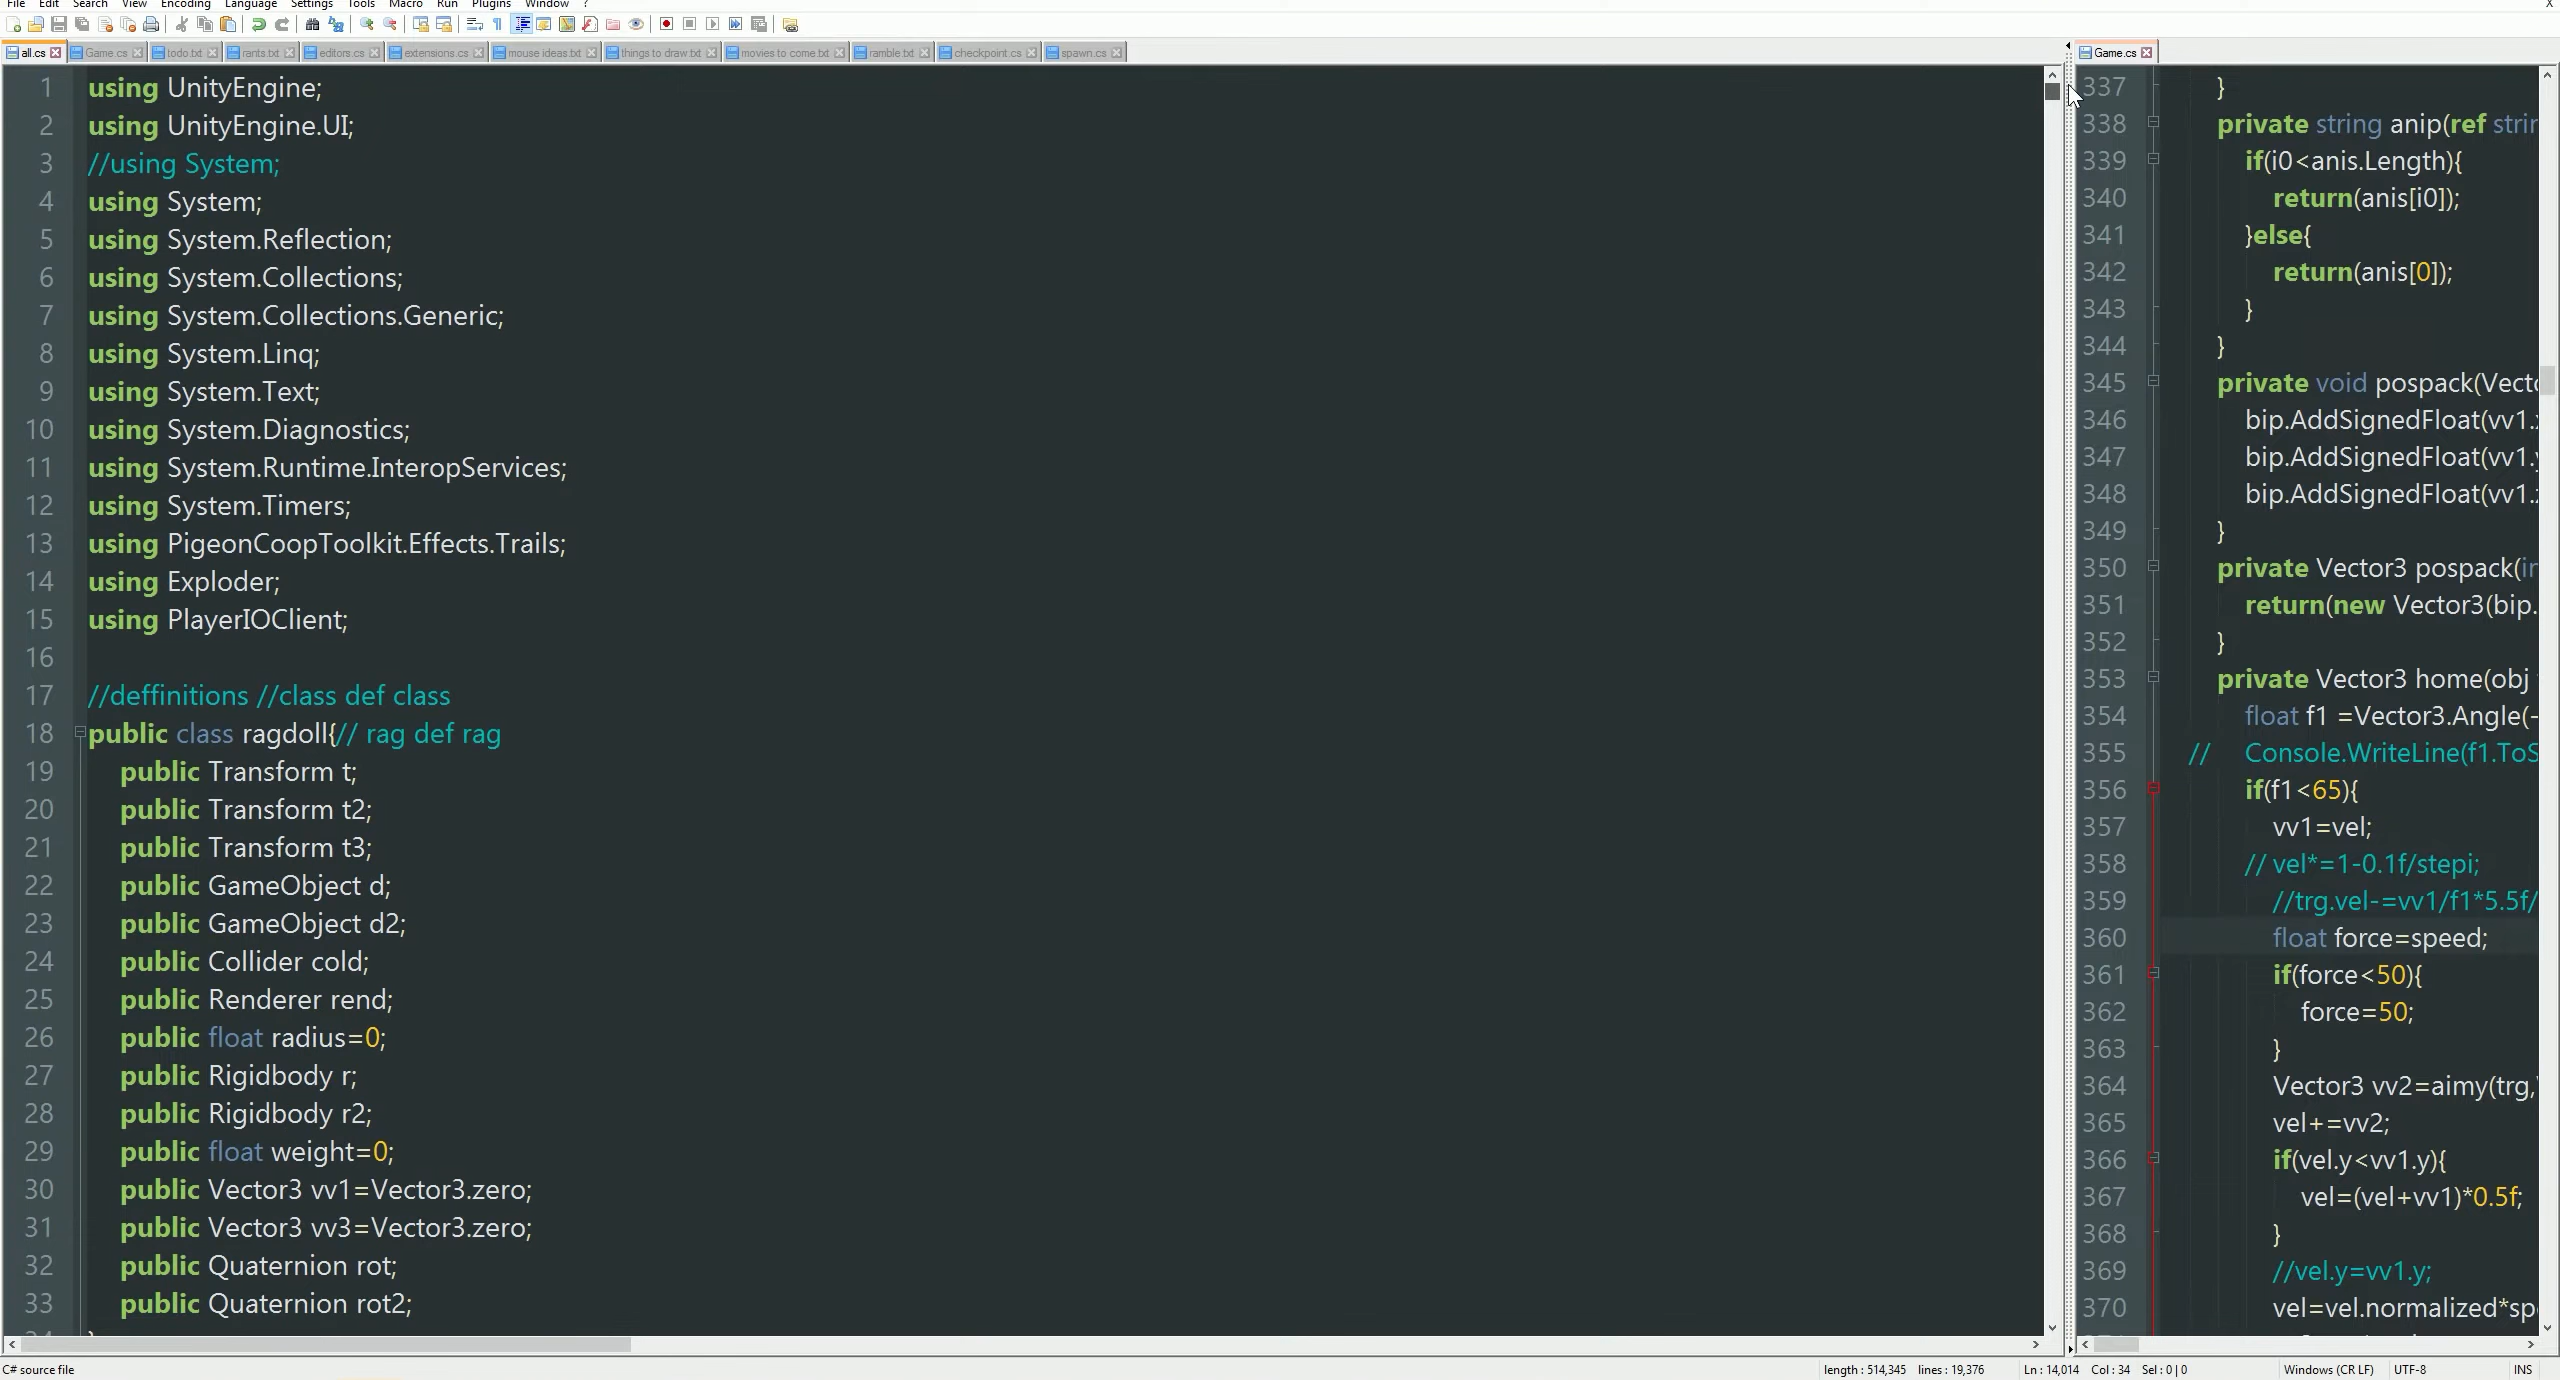 File Edit Search View Encoding Language Settings Tools Macro Run Plugins Window ? X
all.cs Game.cs todo.txt rants.txt editors.cs extensions.cs mouse ideas.txt things to draw.txt movies to come.txt ramble.txt checkpoint.cs spawn.cs
1 using UnityEngine;
2 using UnityEngine.UI;
3 //using System;
4 using System;
5 using System.Reflection;
6 using System.Collections;
7 using System.Collections.Generic;
8 using System.Linq;
9 using System.Text;
10 using System.Diagnostics;
11 using System.Runtime.InteropServices;
12 using System.Timers;
13 using PigeonCoopToolkit.Effects.Trails;
14 using Exploder;
15 using PlayerIOClient;
16
17 //deffinitions //class def class
18 public class ragdoll{// rag def rag
19 public Transform t;
20 public Transform t2;
21 public Transform t3;
22 public GameObject d;
23 public GameObject d2;
24 public Collider cold;
25 public Renderer rend;
26 public float radius=0;
27 public Rigidbody r;
28 public Rigidbody r2;
29 public float weight=0;
30 public Vector3 vv1=Vector3.zero;
31 public Vector3 vv3=Vector3.zero;
32 public Quaternion rot;
33 public Quaternion rot2;
Game.cs
337 }
338 private string anip(ref strin
339 if(i0<anis.Length){
340 return(anis[i0]);
341 }else{
342 return(anis[0]);
343 }
344 }
345 private void pospack(Vecto
346 bip.AddSignedFloat(vv1.x
347 bip.AddSignedFloat(vv1.y
348 bip.AddSignedFloat(vv1.z
349 }
350 private Vector3 pospack(in
351 return(new Vector3(bip.
352 }
353 private Vector3 home(obj
354 float f1 =Vector3.Angle(-
355 // Console.WriteLine(f1.ToS
356 if(f1<65){
357 vv1=vel;
358 // vel*=1-0.1f/stepi;
359 //trg.vel-=vv1/f1*5.5f/
360 float force=speed;
361 if(force<50){
362 force=50;
363 }
364 Vector3 vv2=aimy(trg,
365 vel+=vv2;
366 if(vel.y<vv1.y){
367 vel=(vel+vv1)*0.5f;
368 }
369 //vel.y=vv1.y;
370 vel=vel.normalized*sp
C# source file length : 514,345 lines : 19,376 Ln : 14,014 Col : 34 Sel : 0 | 0 Windows (CR LF) UTF-8 INS